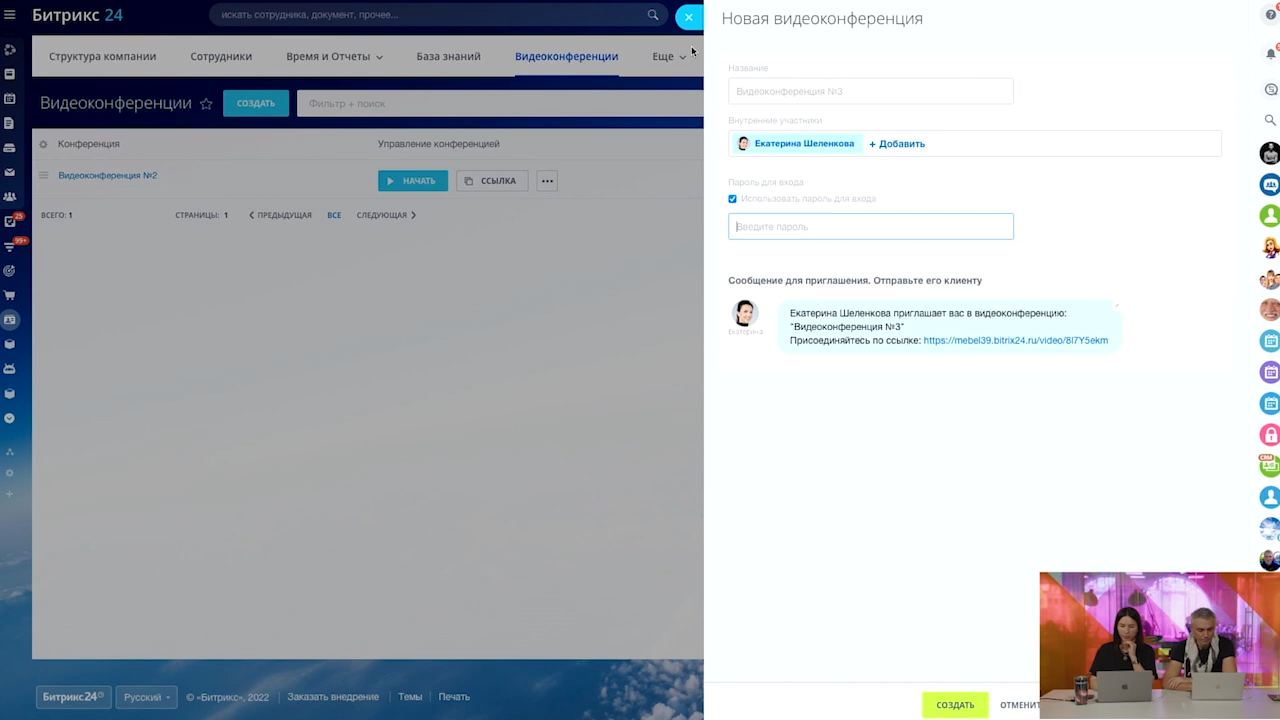 Битрикс 24
искать сотрудника, документ, прочее...
Структура компании
Сотрудники
Время и Отчеты
База знаний
Видеоконференции
Еще
Видеоконференции
СОЗДАТЬ
Фильтр + поиск
Конференция
Управление конференцией
Видеоконференция №2
НАЧАТЬ
ССЫЛКА
ВСЕГО: 1
СТРАНИЦЫ: 1
ПРЕДЫДУЩАЯ
ВСЕ
СЛЕДУЮЩАЯ
25
99+
Битрикс24
Русский
© «Битрикс», 2022
Заказать внедрение
Темы
Печать
Новая видеоконференция
Название
Видеоконференция №3
Внутренние участники
Екатерина Шеленкова
+ Добавить
Пароль для входа
Использовать пароль для входа
Введите пароль
Сообщение для приглашения. Отправьте его клиенту
Екатерина
Екатерина Шеленкова приглашает вас в видеоконференцию:
"Видеоконференция №3"
Присоединяйтесь по ссылке: https://mebel39.bitrix24.ru/video/8l7Y5ekm
СОЗДАТЬ
ОТМЕНИТ
CRM